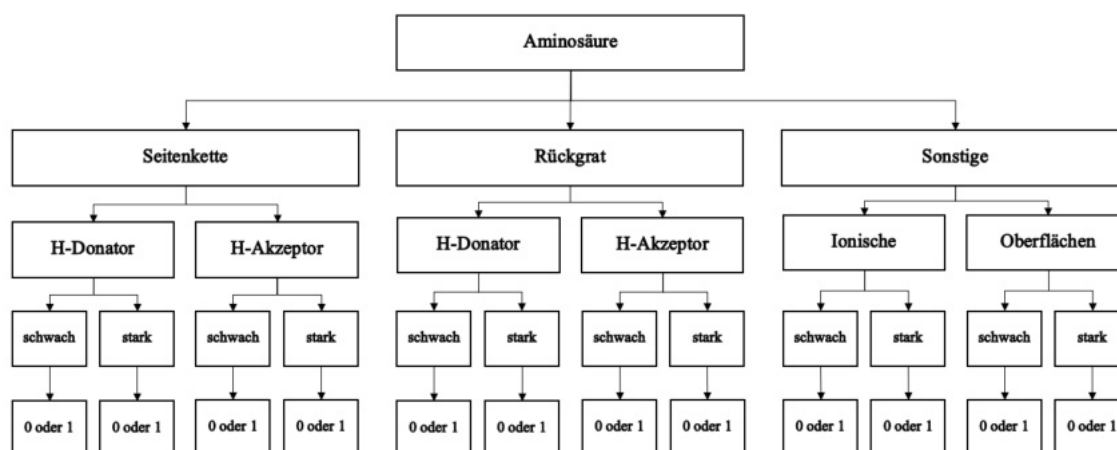 Aminosäure
Seitenkette
Rückgrat
Sonstige
H-Donator
H-Akzeptor
H-Donator
H-Akzeptor
Ionische
Oberflächen
schwach
stark
schwach
stark
schwach
stark
schwach
stark
schwach
stark
schwach
stark
0 oder 1
0 oder 1
0 oder 1
0 oder 1
0 oder 1
0 oder 1
0 oder 1
0 oder 1
0 oder 1
0 oder 1
0 oder 1
0 oder 1